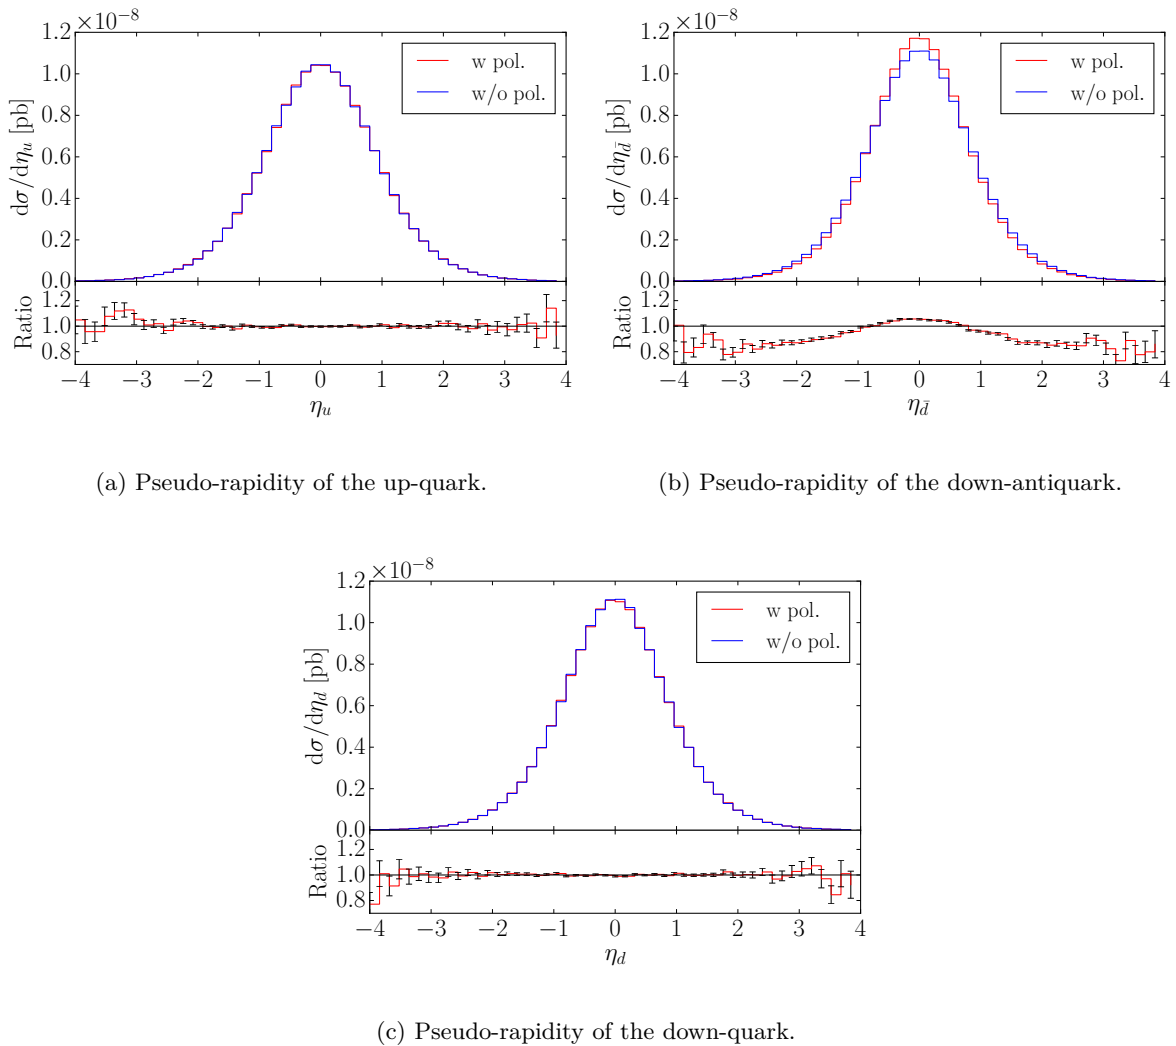 1.2 ×10⁻⁸
1.0
0.8
0.6
0.4
0.2
0.0
dσ/dη_u [pb]
w pol.
w/o pol.
1.2
1.0
0.8
Ratio
−4 −3 −2 −1 0 1 2 3 4
η_u
(a) Pseudo-rapidity of the up-quark.
1.2 ×10⁻⁸
1.0
0.8
0.6
0.4
0.2
0.0
dσ/dη_d̄ [pb]
w pol.
w/o pol.
1.2
1.0
0.8
Ratio
−4 −3 −2 −1 0 1 2 3 4
η_d̄
(b) Pseudo-rapidity of the down-antiquark.
1.2 ×10⁻⁸
1.0
0.8
0.6
0.4
0.2
0.0
dσ/dη_d [pb]
w pol.
w/o pol.
1.2
1.0
0.8
Ratio
−4 −3 −2 −1 0 1 2 3 4
η_d
(c) Pseudo-rapidity of the down-quark.